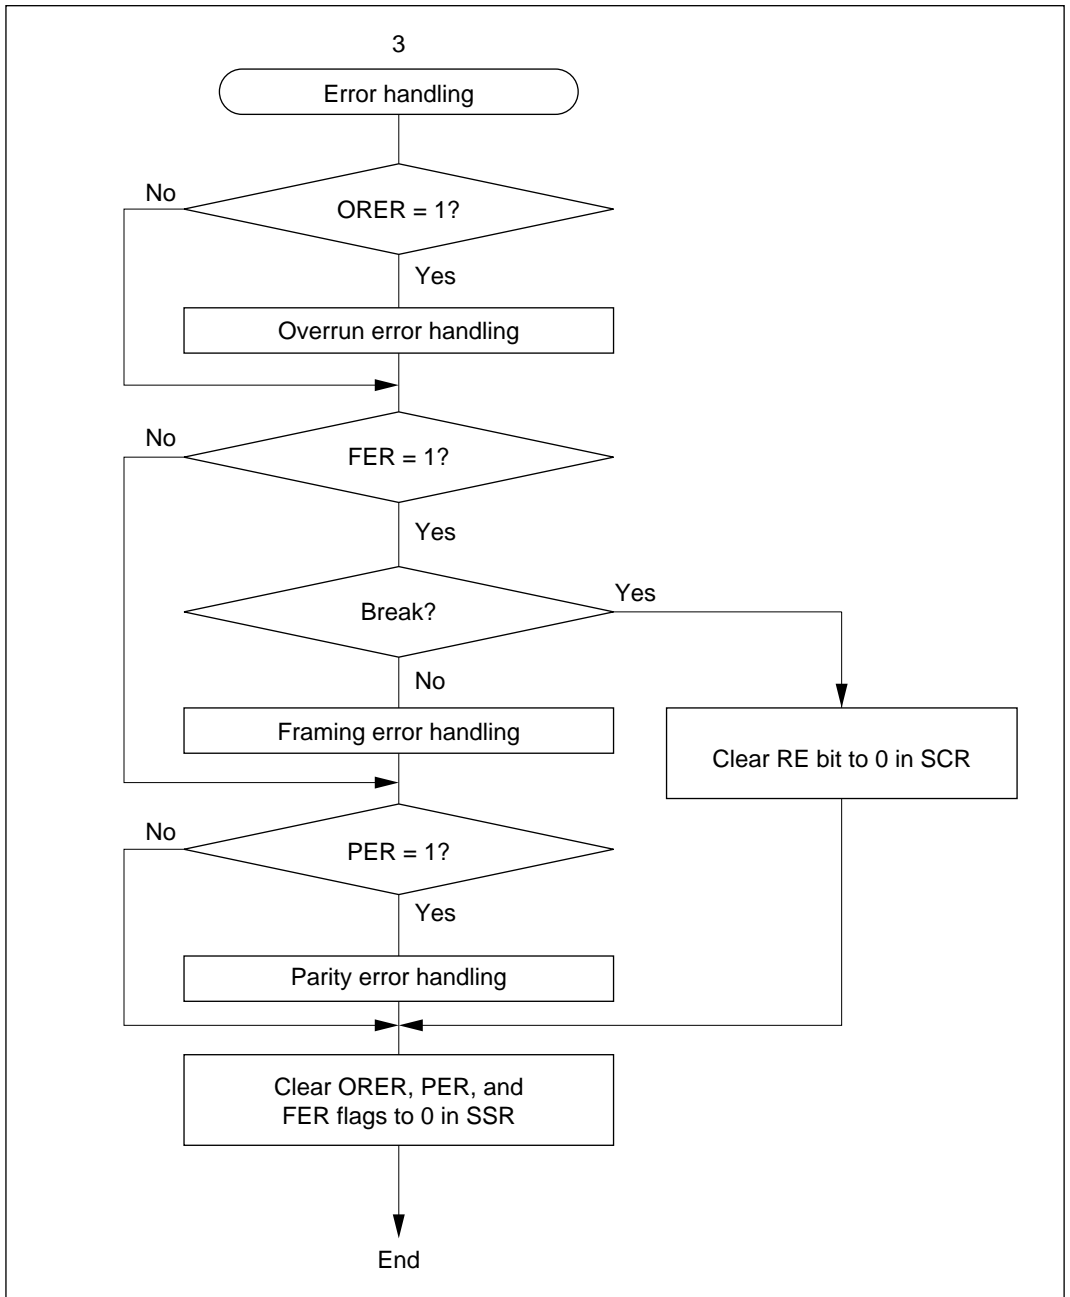 3
Error handling
No
ORER = 1?
Yes
Overrun error handling
No
FER = 1?
Yes
Break?
Yes
No
Framing error handling
Clear RE bit to 0 in SCR
No
PER = 1?
Yes
Parity error handling
Clear ORER, PER, and
FER flags to 0 in SSR
End